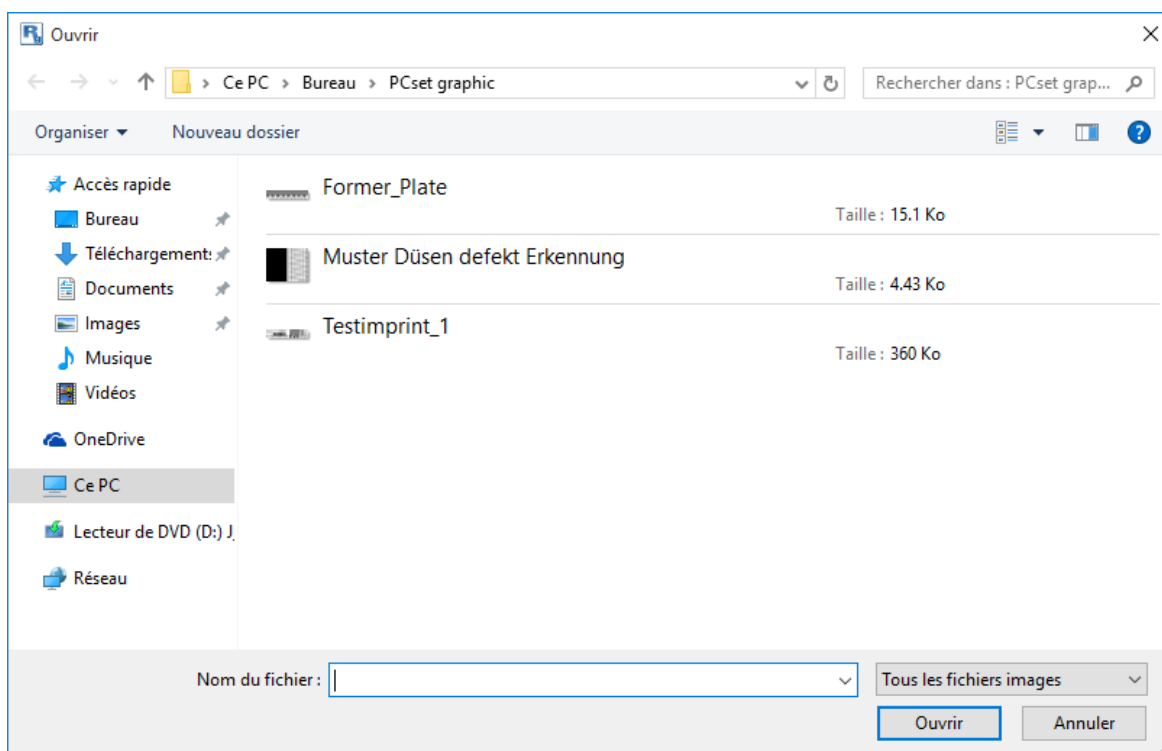 Ouvrir
Ce PC > Bureau > PCset graphic
Rechercher dans : PCset grap...
Organiser
Nouveau dossier
Accès rapide
Bureau
Téléchargement:
Documents
Images
Musique
Vidéos
OneDrive
Ce PC
Lecteur de DVD (D:) J_
Réseau
Former_Plate
Taille : 15.1 Ko
Muster Düsen defekt Erkennung
Taille : 4.43 Ko
Testimprint_1
Taille : 360 Ko
Nom du fichier :
Tous les fichiers images
Ouvrir
Annuler